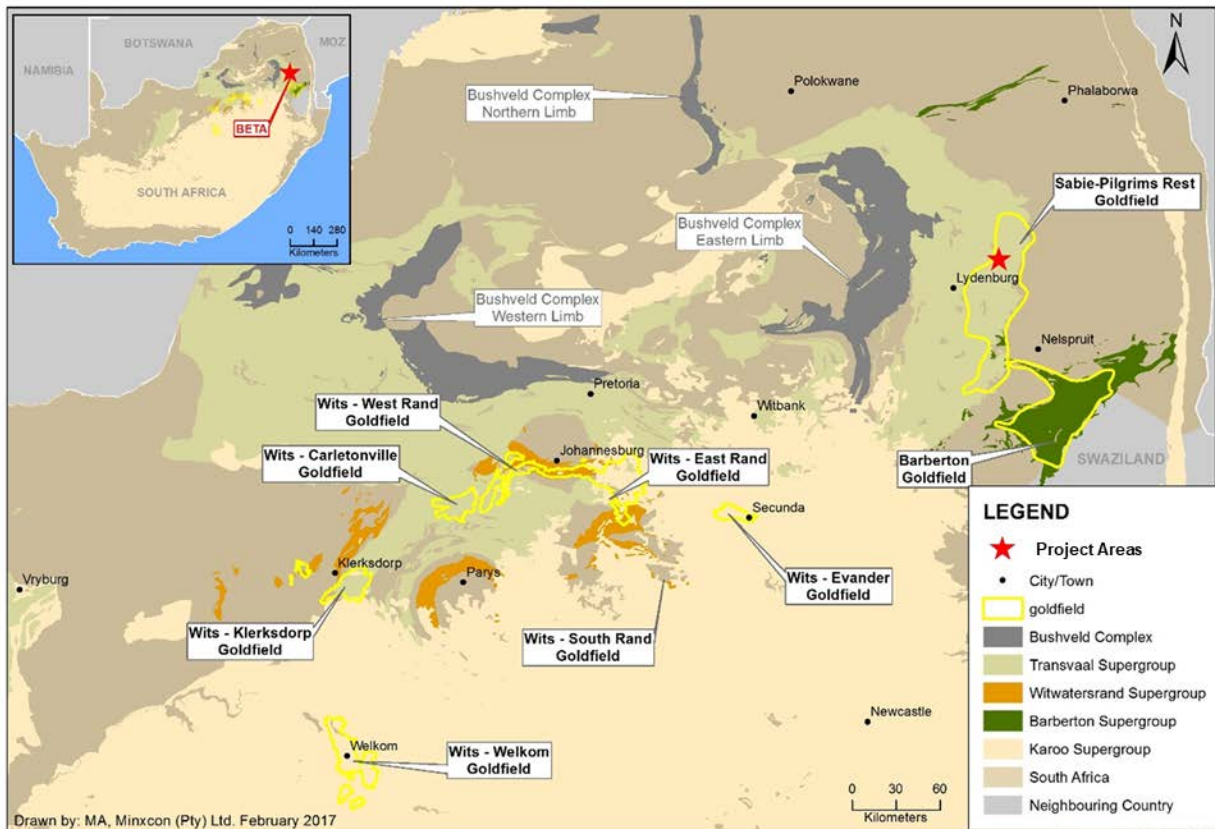 BOTSWANA
MOZ
NAMIBIA
BETA
SOUTH AFRICA
0 140 280
Kilometers
N
Polokwane
Phalaborwa
Bushveld Complex
Northern Limb
Sabie-Pilgrims Rest
Goldfield
Bushveld Complex
Eastern Limb
Lydenburg
Bushveld Complex
Western Limb
Nelspruit
Pretoria
Witbank
Wits - West Rand
Goldfield
Johannesburg
Wits - Carletonville
Goldfield
Wits - East Rand
Goldfield
Barberton
Goldfield
SWAZILAND
Secunda
Klerksdorp
Parys
Vryburg
Wits - Evander
Goldfield
Wits - Klerksdorp
Goldfield
Wits - South Rand
Goldfield
Newcastle
Welkom
Wits - Welkom
Goldfield
0 30 60
Kilometers
LEGEND
Project Areas
City/Town
goldfield
Bushveld Complex
Transvaal Supergroup
Witwatersrand Supergroup
Barberton Supergroup
Karoo Supergroup
South Africa
Neighbouring Country
Drawn by: MA, Minxcon (Pty) Ltd. February 2017